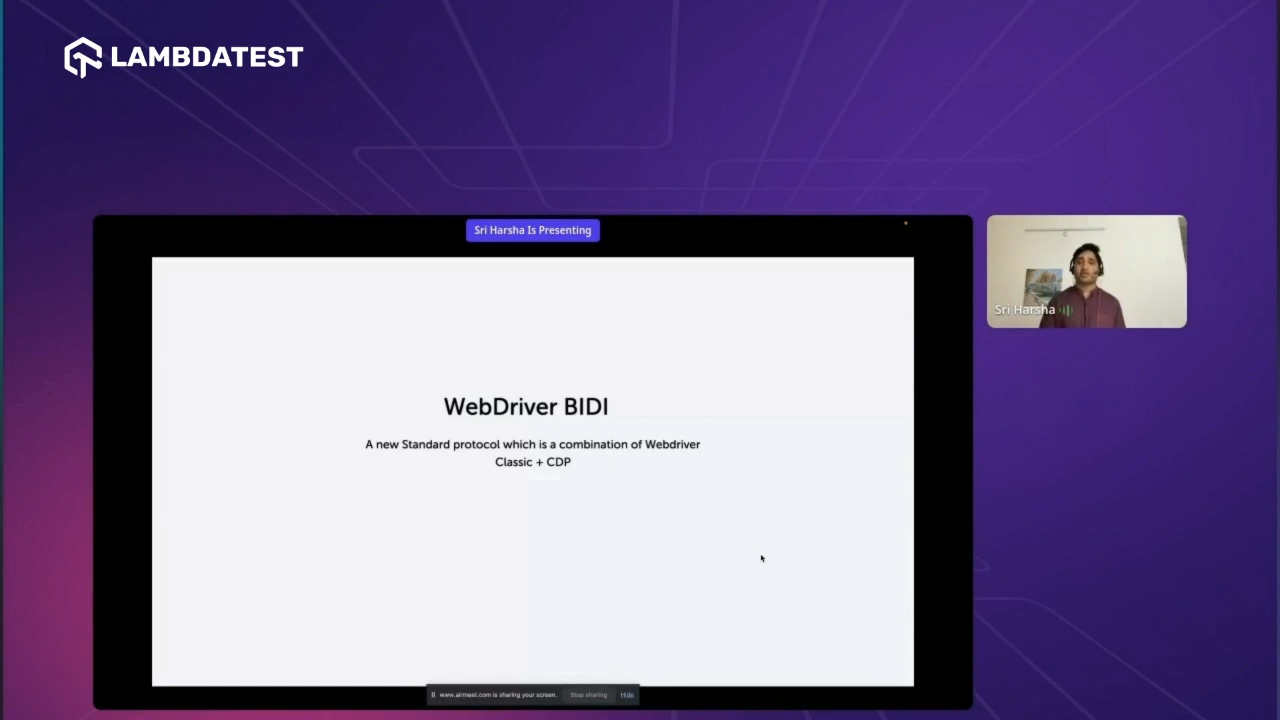 LAMBDATEST
Sri Harsha Is Presenting
Sri Harsha
WebDriver BIDI
A new Standard protocol which is a combination of Webdriver
Classic + CDP
www.airmeet.com is sharing your screen. Stop sharing Hide